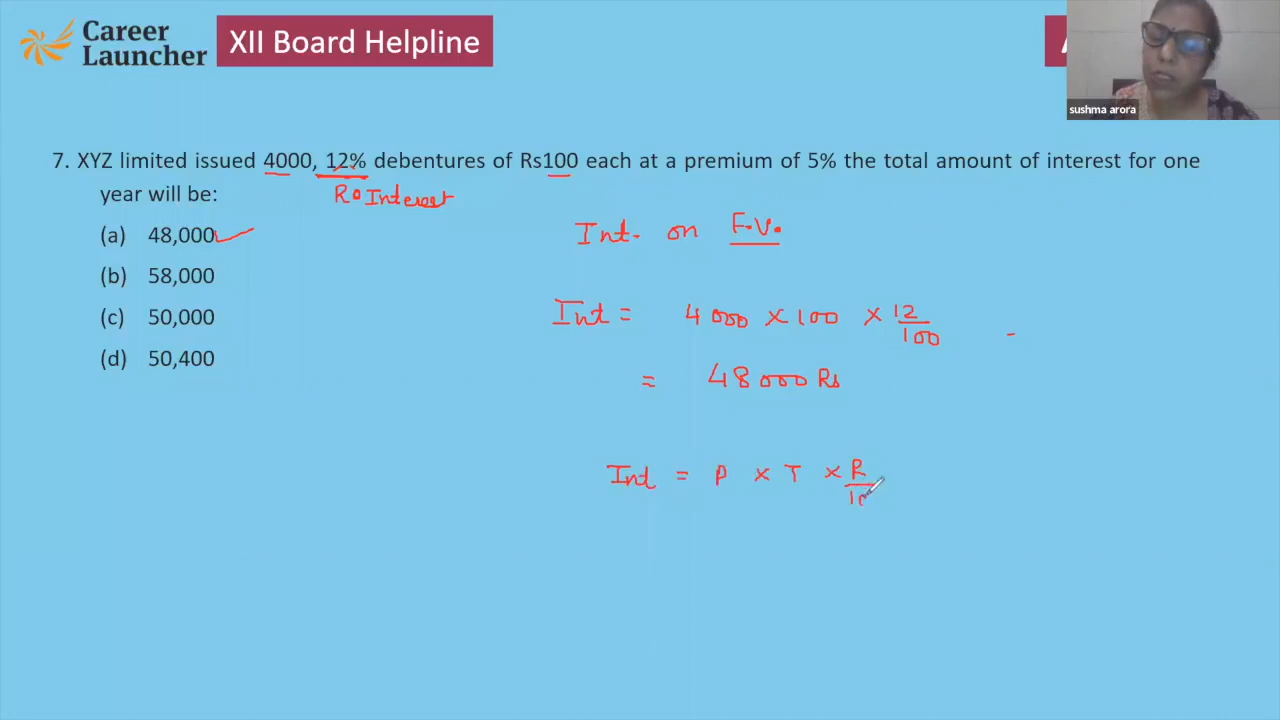 Career
Launcher
XII Board Helpline
sushma arora
7. XYZ limited issued 4000, 12% debentures of Rs100 each at a premium of 5% the total amount of interest for one
year will be:
R Interest
(a) 48,000
(b) 58,000
(c) 50,000
(d) 50,400
Int. on F.V.
Int = 4000 × 100 × 12/100
= 48000 Rs
Int = P × T × R/10